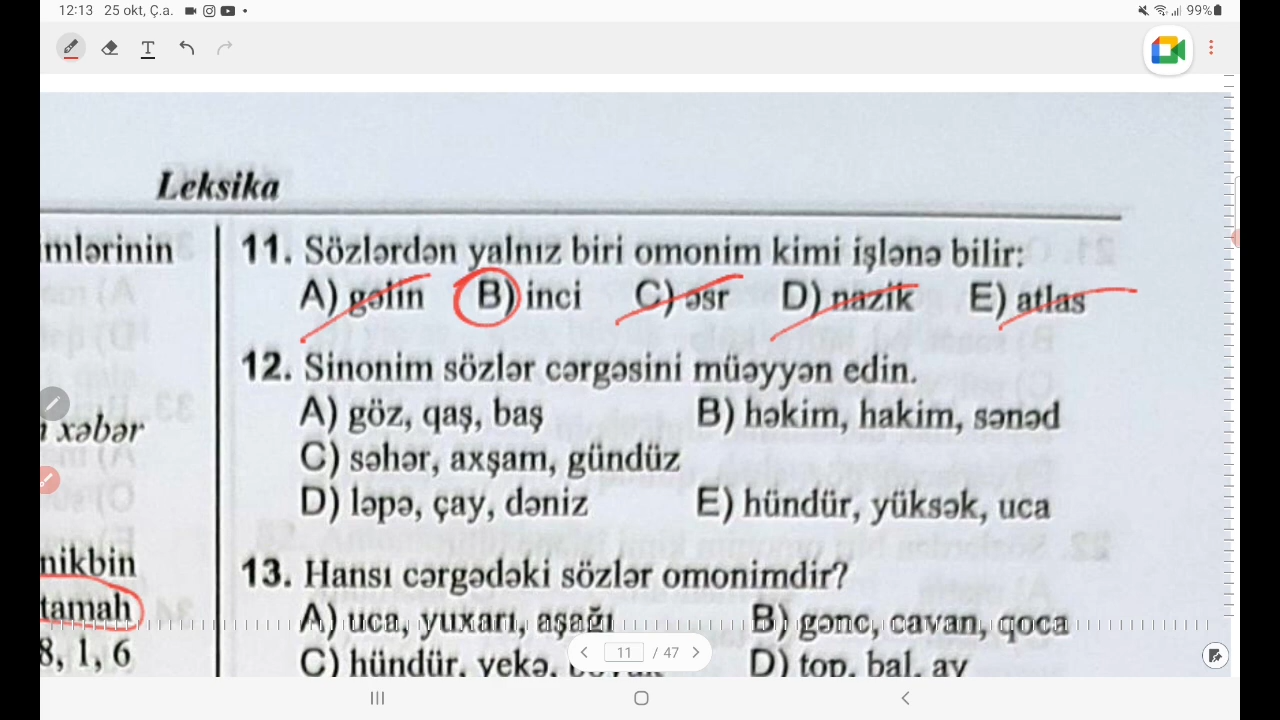 12:13 25 okt, Ç.a.
99%
T
Leksika
imlərinin
xəbər
nikbin
tamah
8, 1, 6
11. Sözlərdən yalnız biri omonim kimi işlənə bilir:
A) gəlin B) inci C) əsr D) nazik E) atlas
12. Sinonim sözlər cərgəsini müəyyən edin.
A) göz, qaş, baş B) həkim, hakim, sənəd
C) səhər, axşam, gündüz
D) ləpə, çay, dəniz E) hündür, yüksək, uca
13. Hansı cərgədəki sözlər omonimdir?
A) uca, yuxarı, aşağı B) gənc, cavan, qoca
C) hündür, yekə, D) top, bal, ay
11 / 47